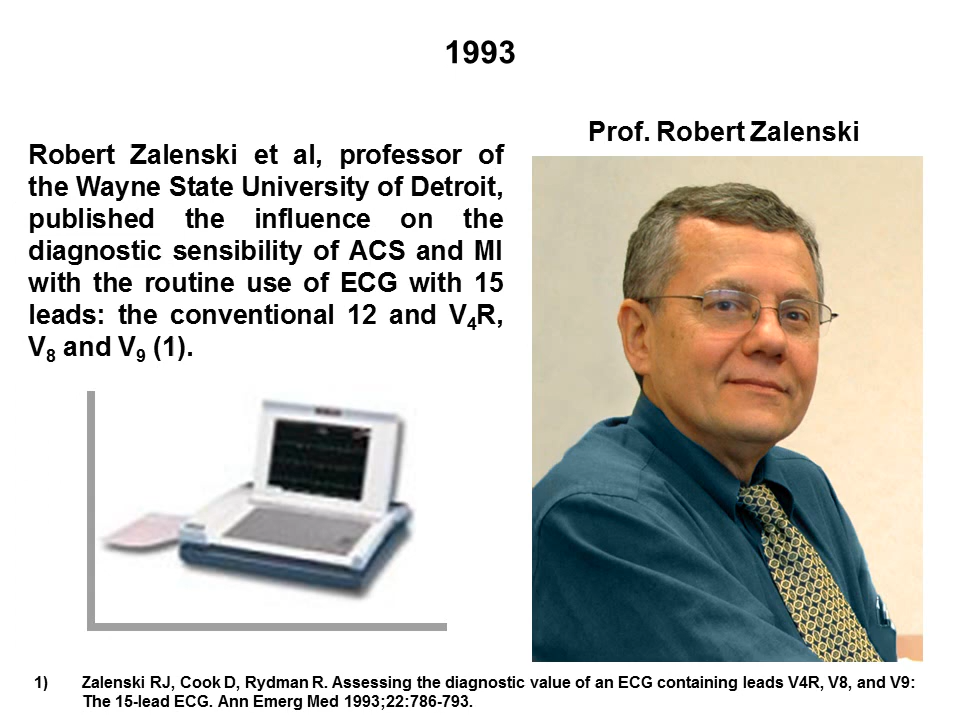 1993
Prof. Robert Zalenski
Robert Zalenski et al, professor of
the Wayne State University of Detroit,
published the influence on the
diagnostic sensibility of ACS and MI
with the routine use of ECG with 15
leads: the conventional 12 and V4R,
V8 and V9 (1).
1) Zalenski RJ, Cook D, Rydman R. Assessing the diagnostic value of an ECG containing leads V4R, V8, and V9:
The 15-lead ECG. Ann Emerg Med 1993;22:786-793.